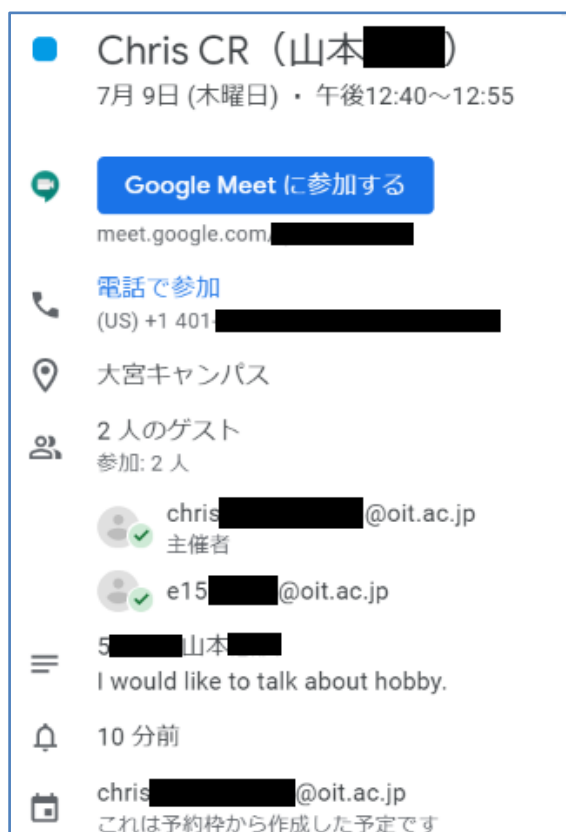 Chris CR（山本）
7月 9日 (木曜日) ・ 午後12:40～12:55
Google Meet に参加する
meet.google.com/
電話で参加
(US) +1 401-
大宮キャンパス
2 人のゲスト
参加: 2 人
chris @oit.ac.jp
主催者
e15 @oit.ac.jp
5 山本
I would like to talk about hobby.
10 分前
chris @oit.ac.jp
これは予約枠から作成した予定です